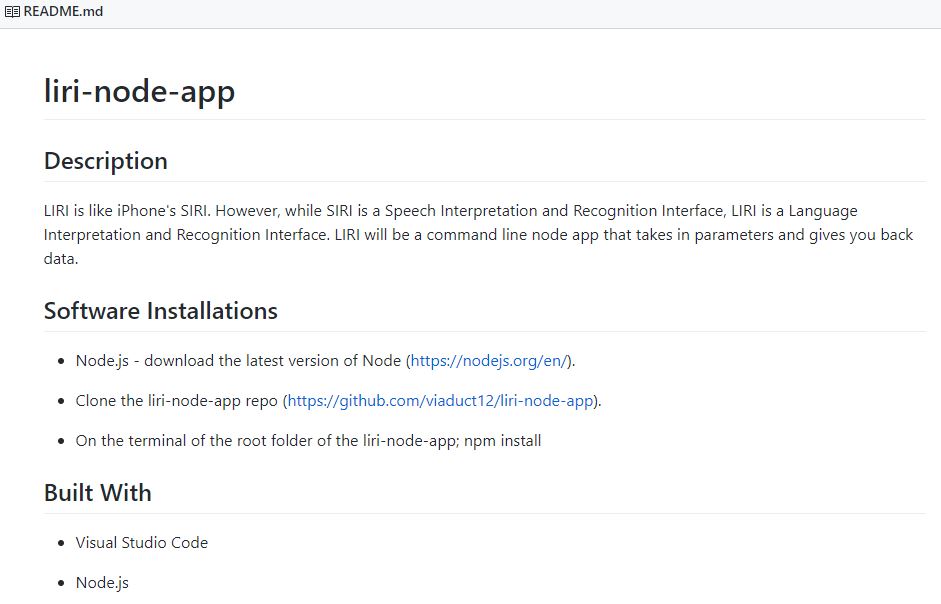 README.md
liri-node-app
Description
LIRI is like iPhone's SIRI. However, while SIRI is a Speech Interpretation and Recognition Interface, LIRI is a Language
Interpretation and Recognition Interface. LIRI will be a command line node app that takes in parameters and gives you back
data.
Software Installations
Node.js - download the latest version of Node (https://nodejs.org/en/).
Clone the liri-node-app repo (https://github.com/viaduct12/liri-node-app).
On the terminal of the root folder of the liri-node-app; npm install
Built With
Visual Studio Code
Node.js